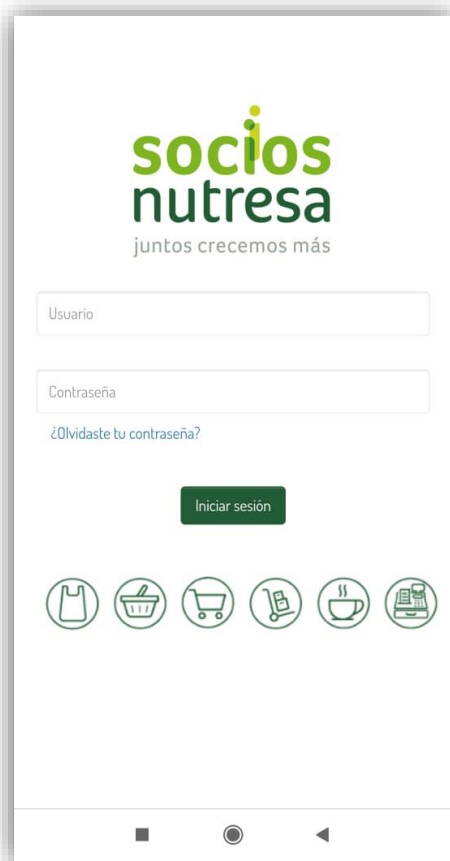 socios
nutresa
juntos crecemos más
Usuario
Contraseña
¿Olvidaste tu contraseña?
Iniciar sesión